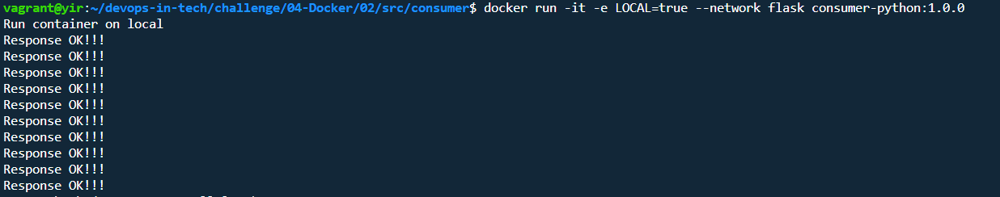 vagrant@yir:~/devops-in-tech/challenge/04-Docker/02/src/consumer$ docker run -it -e LOCAL=true --network flask consumer-python:1.0.0
Run container on local
Response OK!!!
Response OK!!!
Response OK!!!
Response OK!!!
Response OK!!!
Response OK!!!
Response OK!!!
Response OK!!!
Response OK!!!
Response OK!!!